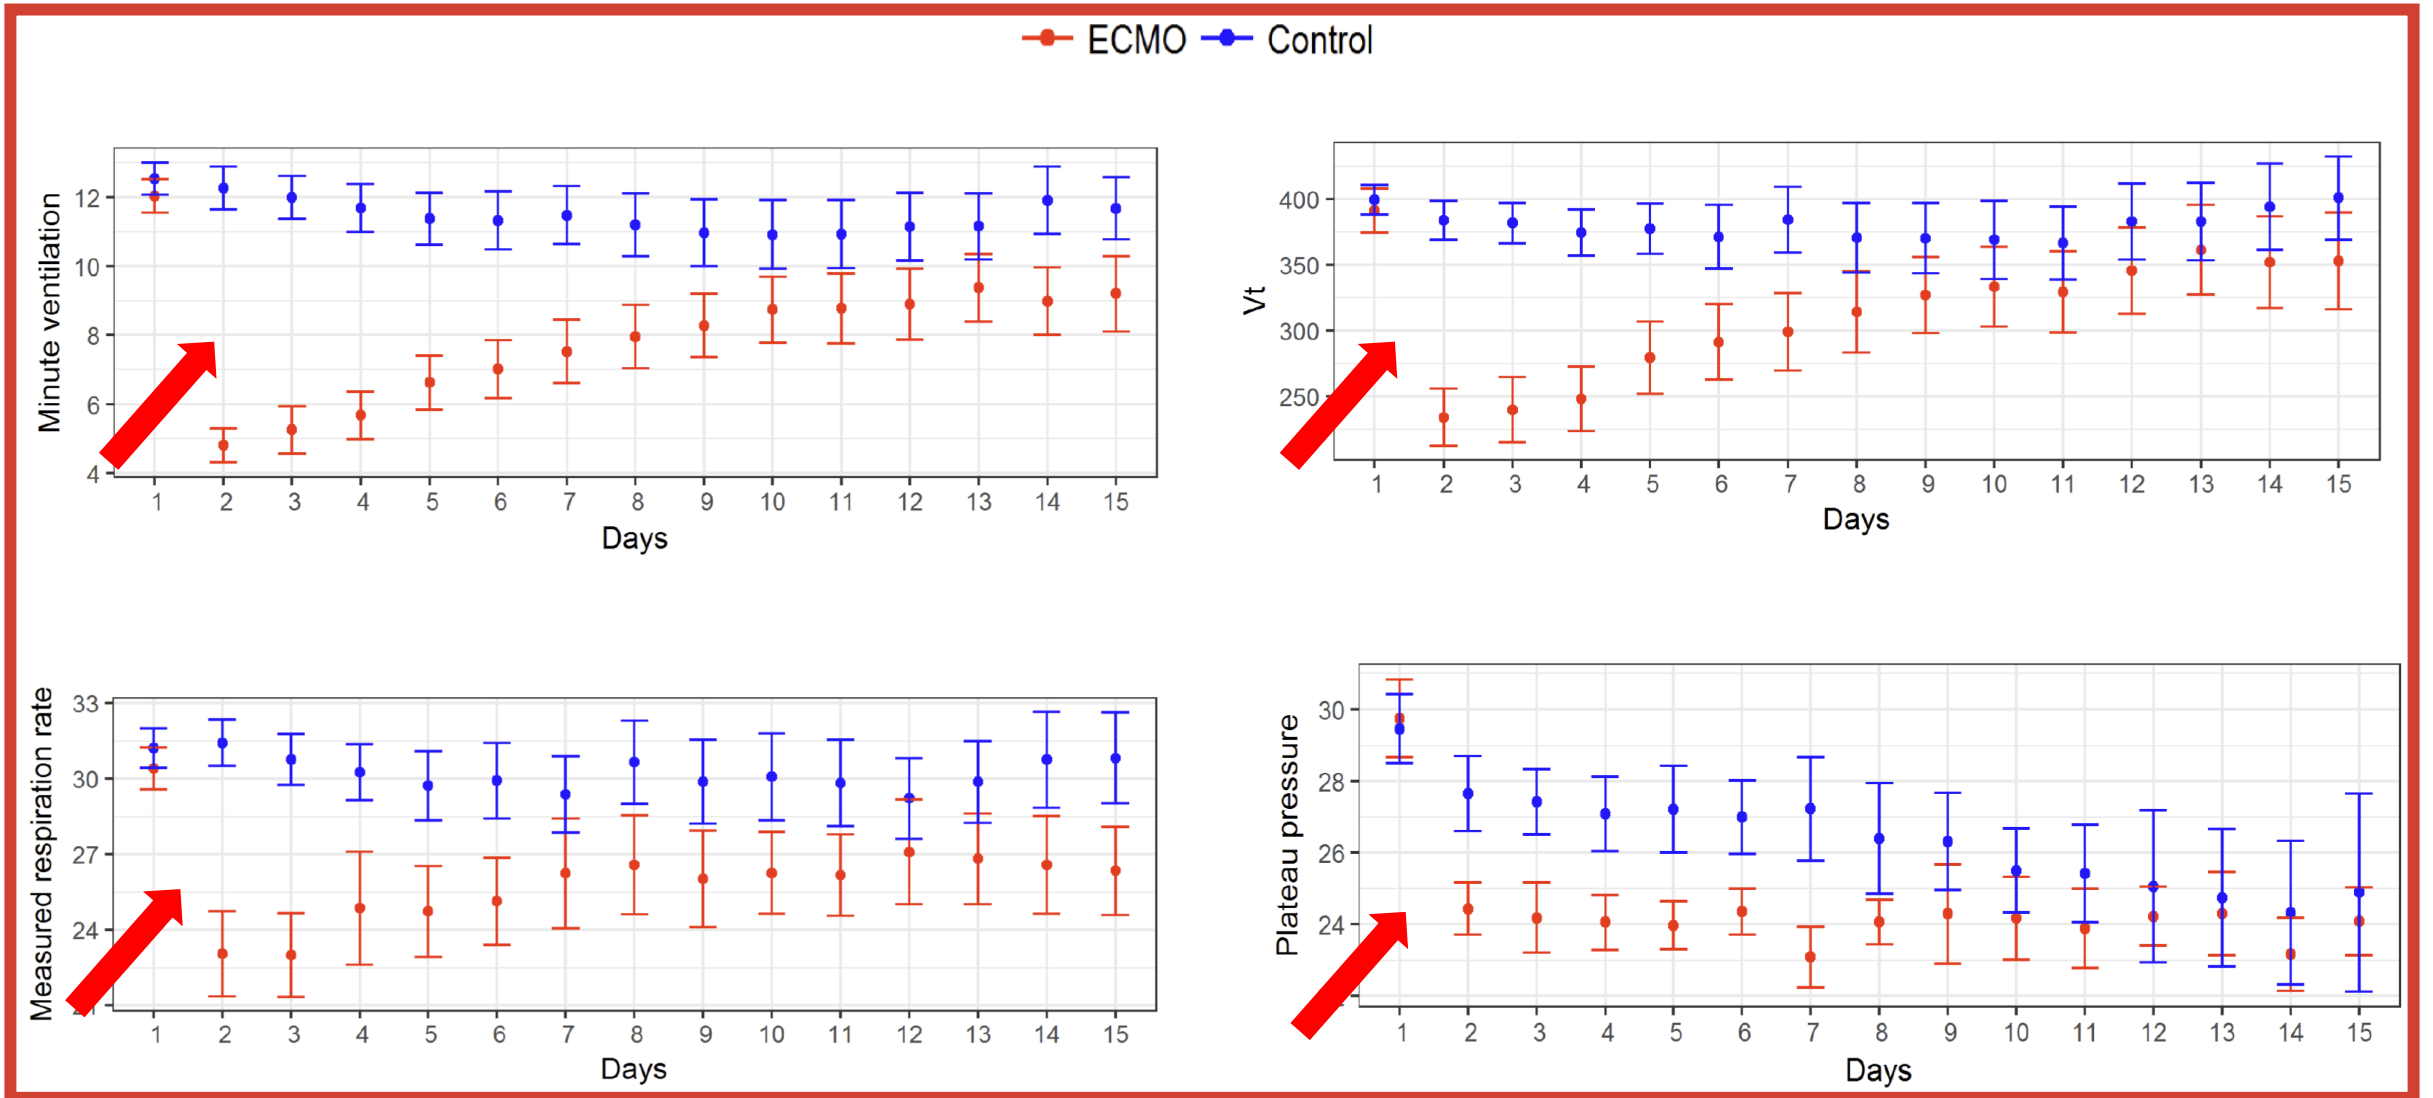 ECMO Control
Minute ventilation
12
10
8
6
4
1 2 3 4 5 6 7 8 9 10 11 12 13 14 15
Days
Vt
400
350
300
250
1 2 3 4 5 6 7 8 9 10 11 12 13 14 15
Days
Measured respiration rate
33
30
27
24
1 2 3 4 5 6 7 8 9 10 11 12 13 14 15
Days
Plateau pressure
30
28
26
24
1 2 3 4 5 6 7 8 9 10 11 12 13 14 15
Days